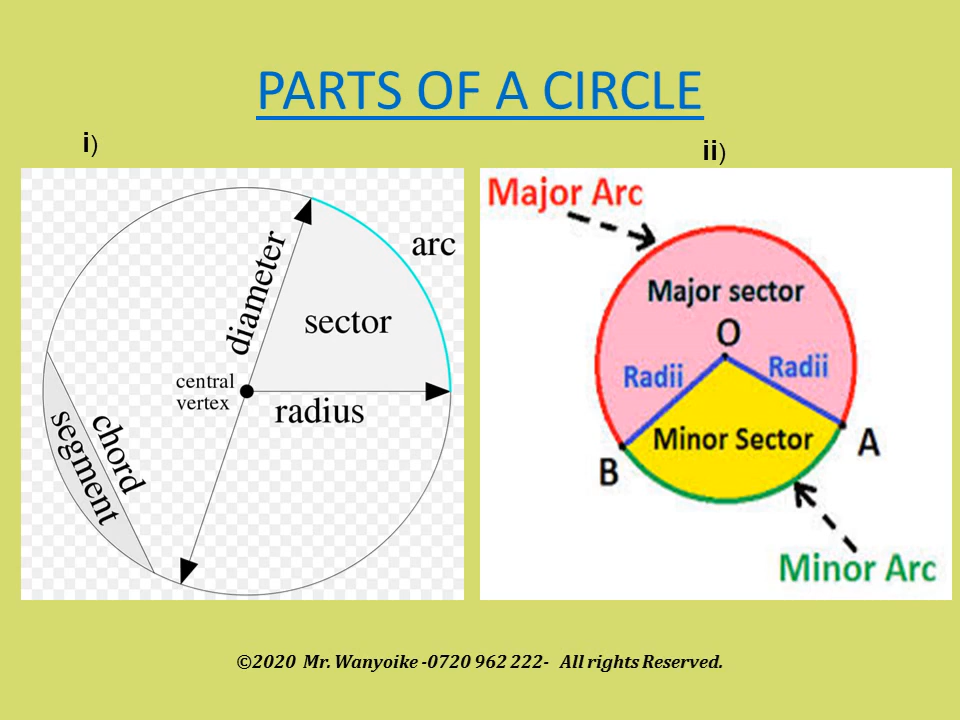 PARTS OF A CIRCLE
i)
ii)
diameter
arc
sector
central
vertex
radius
chord
segment
Major Arc
Major sector
O
Radii
Radii
Minor Sector
A
B
Minor Arc
©2020 Mr. Wanyoike -0720 962 222- All rights Reserved.